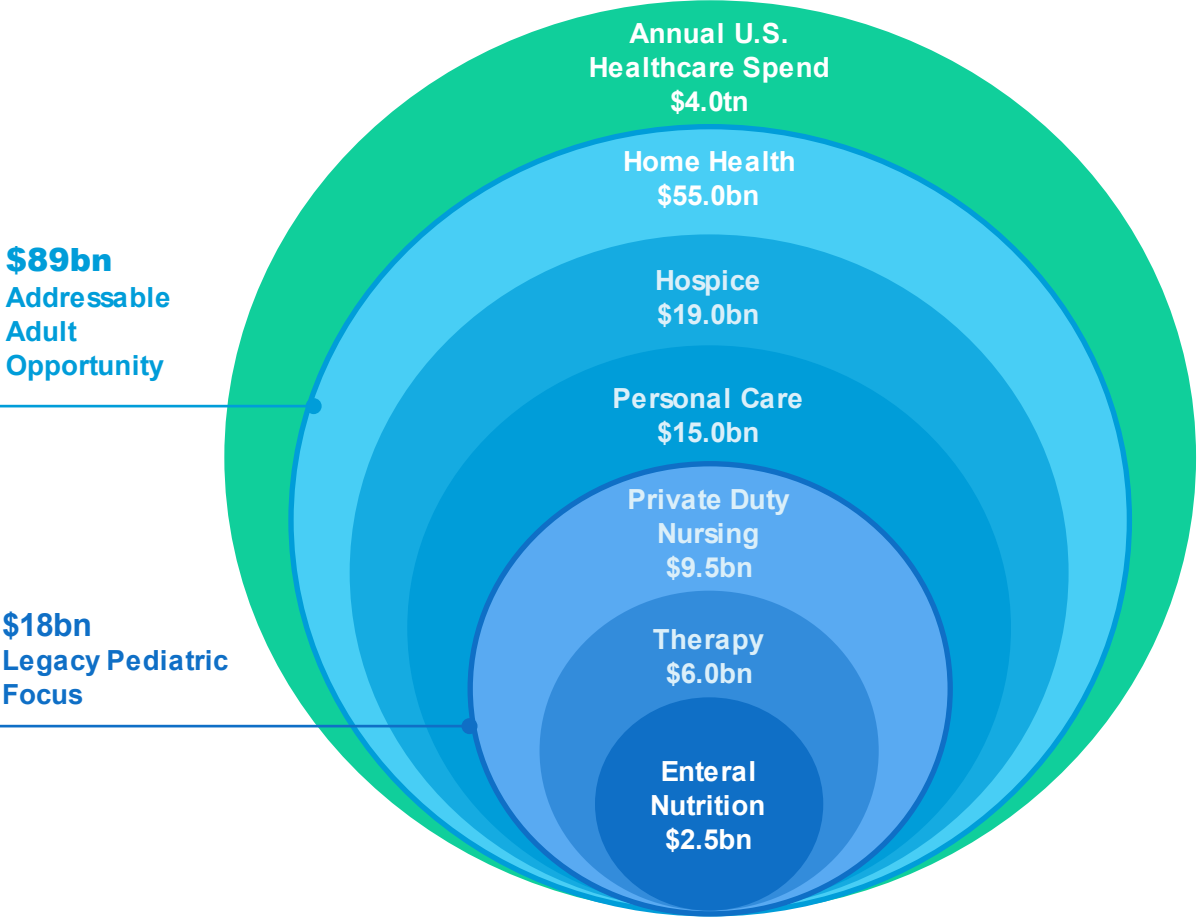 Annual U.S.
Healthcare Spend
$4.0tn
Home Health
$55.0bn
Hospice
$19.0bn
Personal Care
$15.0bn
Private Duty
Nursing
$9.5bn
Therapy
$6.0bn
Enteral
Nutrition
$2.5bn
$89bn
Addressable
Adult
Opportunity
$18bn
Legacy Pediatric
Focus